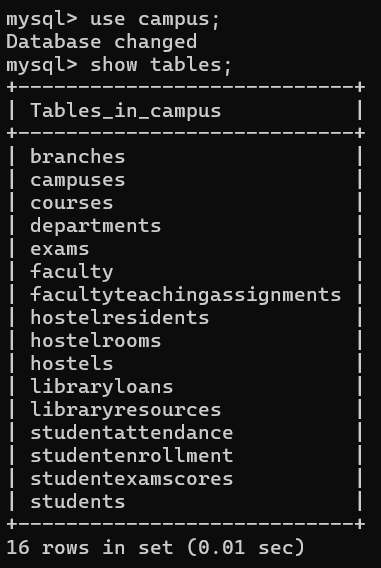 mysql> use campus;
Database changed
mysql> show tables;
+---------------------------+
| Tables_in_campus          |
+---------------------------+
| branches                  |
| campuses                  |
| courses                   |
| departments               |
| exams                     |
| faculty                   |
| facultyteachingassignments |
| hostelresidents           |
| hostelrooms               |
| hostels                   |
| libraryloans              |
| libraryresources          |
| studentattendance         |
| studentenrollment         |
| studentexamscores         |
| students                  |
+---------------------------+
16 rows in set (0.01 sec)